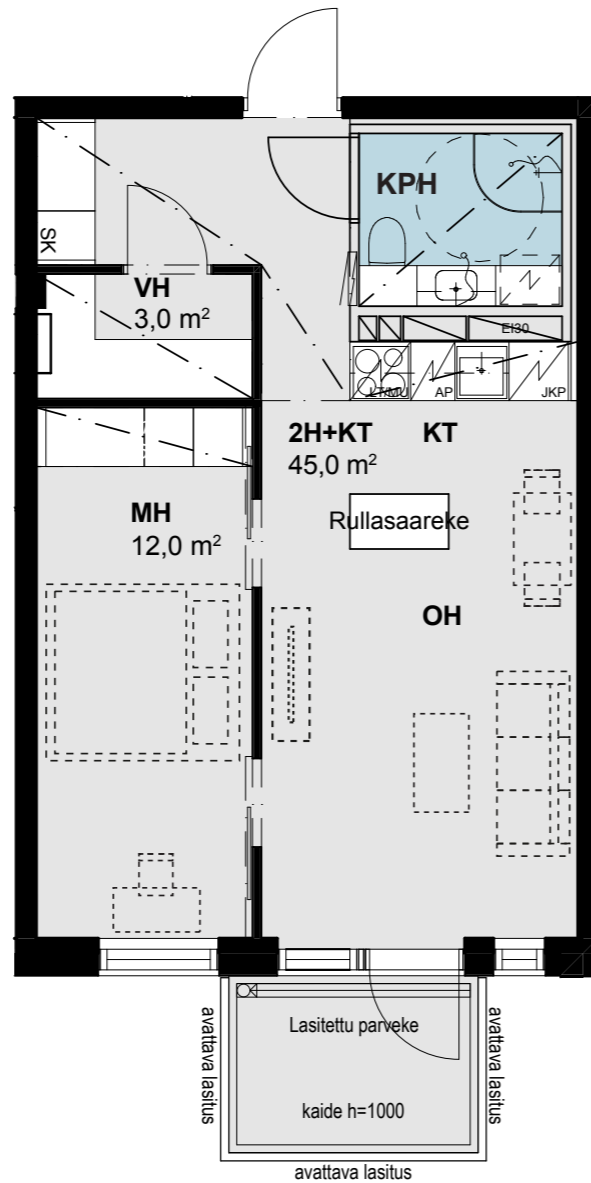 KPH
SK
VH
3,0 m²
EI30
LT/MU
AP
JKP
2H+KT
KT
45,0 m²
MH
12,0 m²
Rullasaareke
OH
avattava lasitus
Lasitettu parveke
avattava lasitus
kaide h=1000
avattava lasitus